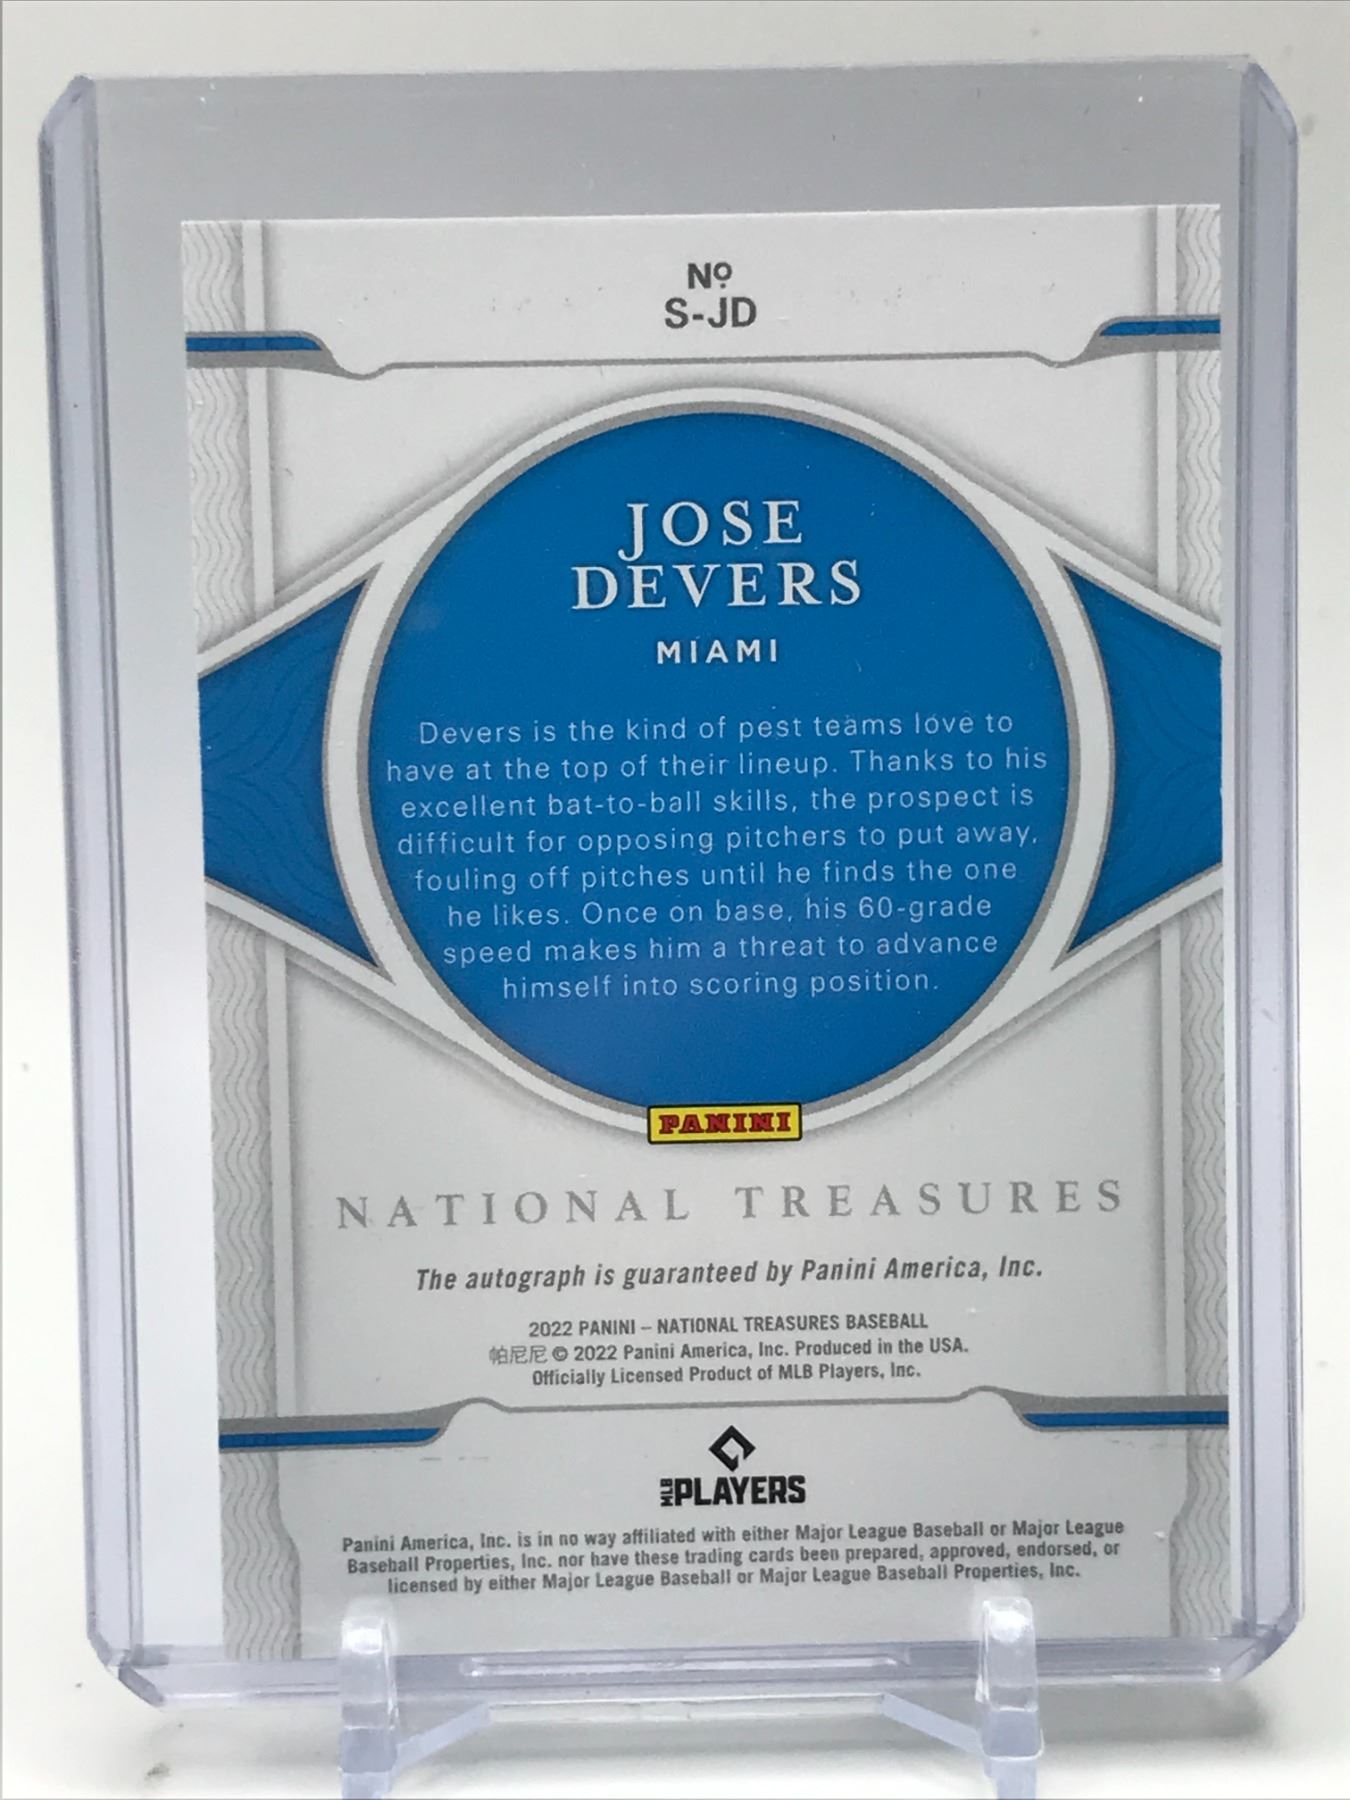 Nº
S-JD
JOSE
DEVERS
MIAMI
Devers is the kind of pest teams love to
have at the top of their lineup. Thanks to his
excellent bat-to-ball skills, the prospect is
difficult for opposing pitchers to put away,
fouling off pitches until he finds the one
he likes. Once on base, his 60-grade
speed makes him a threat to advance
himself into scoring position.
PANINI
NATIONAL TREASURES
The autograph is guaranteed by Panini America, Inc.
2022 PANINI – NATIONAL TREASURES BASEBALL
帕尼尼 © 2022 Panini America, Inc. Produced in the USA.
Officially Licensed Product of MLB Players, Inc.
MLB PLAYERS
Panini America, Inc. is in no way affiliated with either Major League Baseball or Major League
Baseball Properties, Inc. nor have these trading cards been prepared, approved, endorsed, or
licensed by either Major League Baseball or Major League Baseball Properties, Inc.